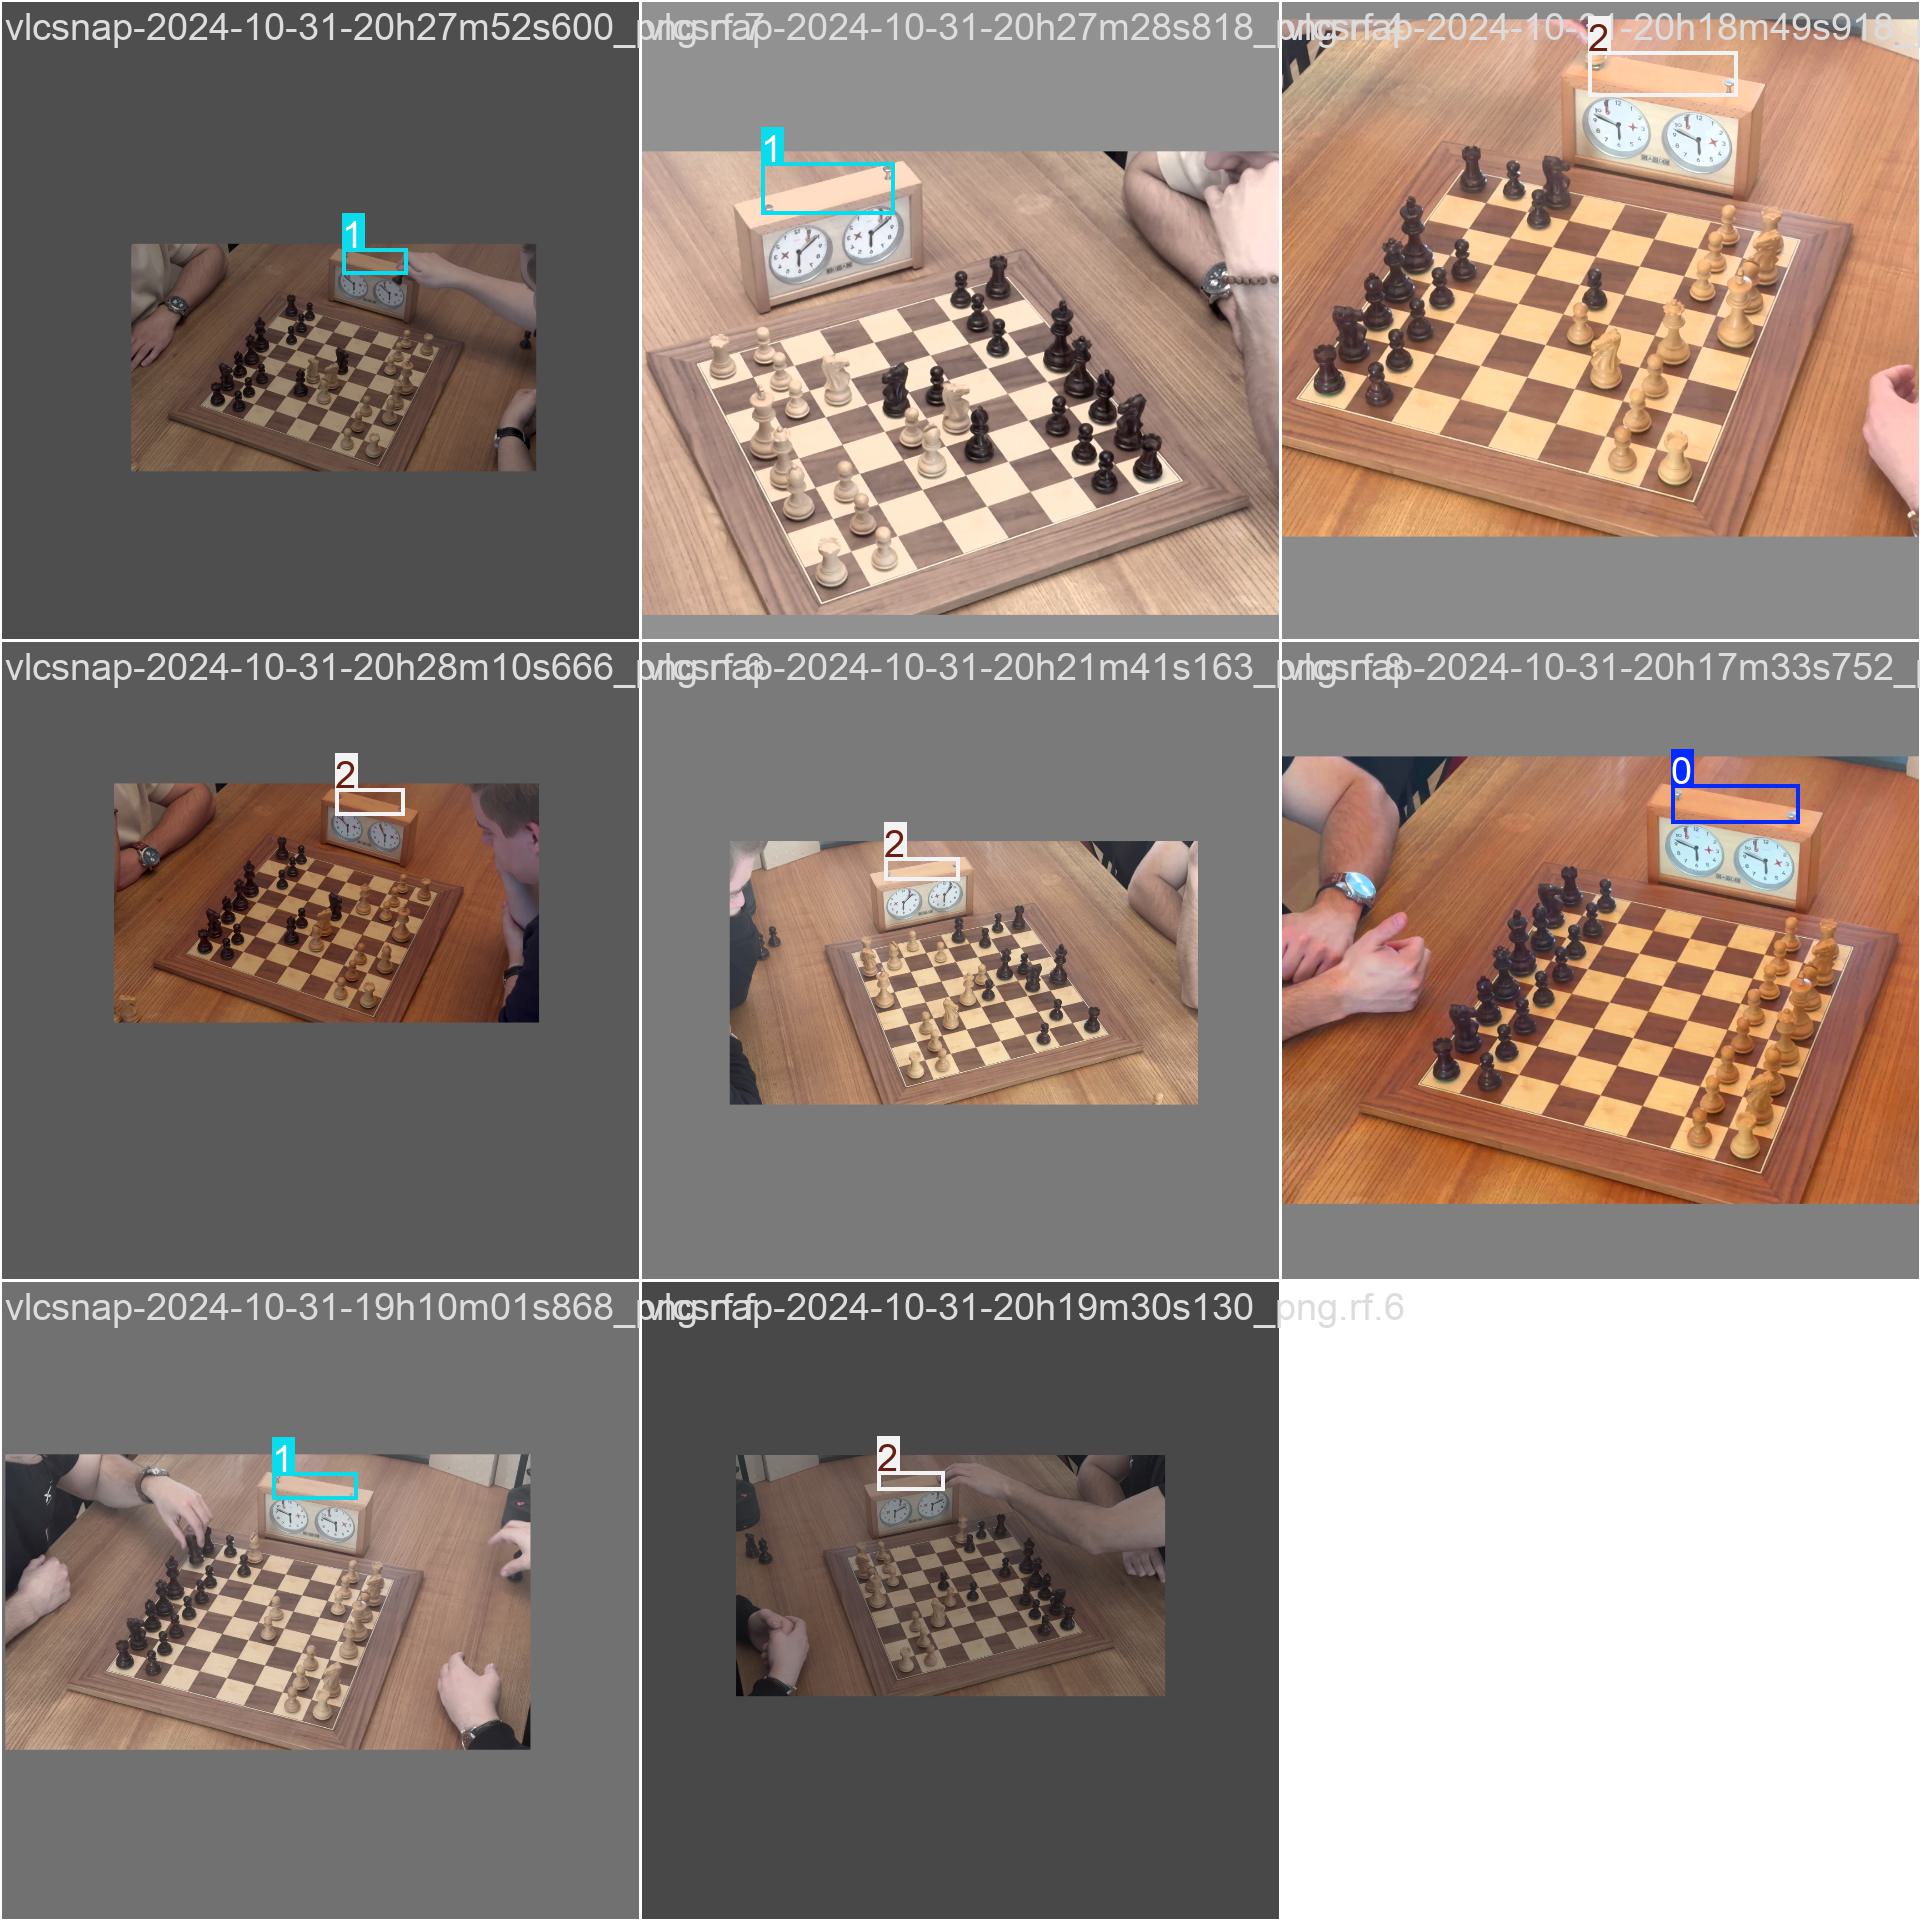 vlcsnap-2024-10-31-20h27m52s600_png.rf.7
vlcsnap-2024-10-31-20h27m28s818_png.rf.4
vlcsnap-2024-10-31-20h18m49s918_
1
1
2
vlcsnap-2024-10-31-20h28m10s666_png.rf.6
vlcsnap-2024-10-31-20h21m41s163_png.rf.8
vlcsnap-2024-10-31-20h17m33s752_
2
2
0
vlcsnap-2024-10-31-19h10m01s868_png.rf.f
vlcsnap-2024-10-31-20h19m30s130_png.rf.6
1
2